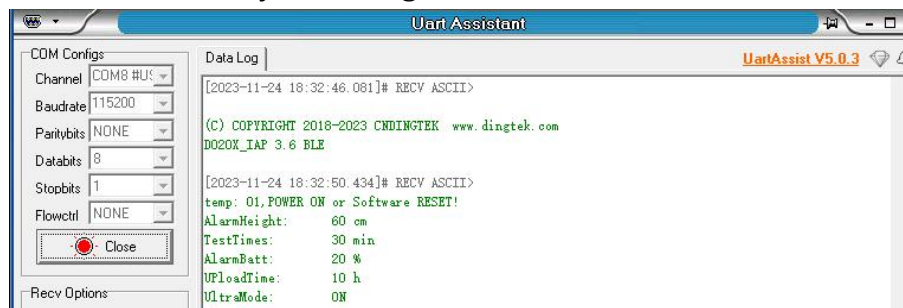 Uart Assistant
COM Configs
Channel COM8 #US
Baudrate 115200
Paritybits NONE
Databits 8
Stopbits 1
Flowctrl NONE
Close
Recv Options
Data Log
UartAssist V5.0.3
[2023-11-24 18:32:46.081]# RECV ASCII>
(C) COPYRIGHT 2018-2023 CNDINGTEK www.dingtek.com
DO20X_IAP 3.6 BLE
[2023-11-24 18:32:50.434]# RECV ASCII>
temp: 01,POWER ON or Software RESET!
AlarmHeight: 60 cm
TestTimes: 30 min
AlarmBatt: 20 %
UPloadTime: 10 h
UltraMode: ON